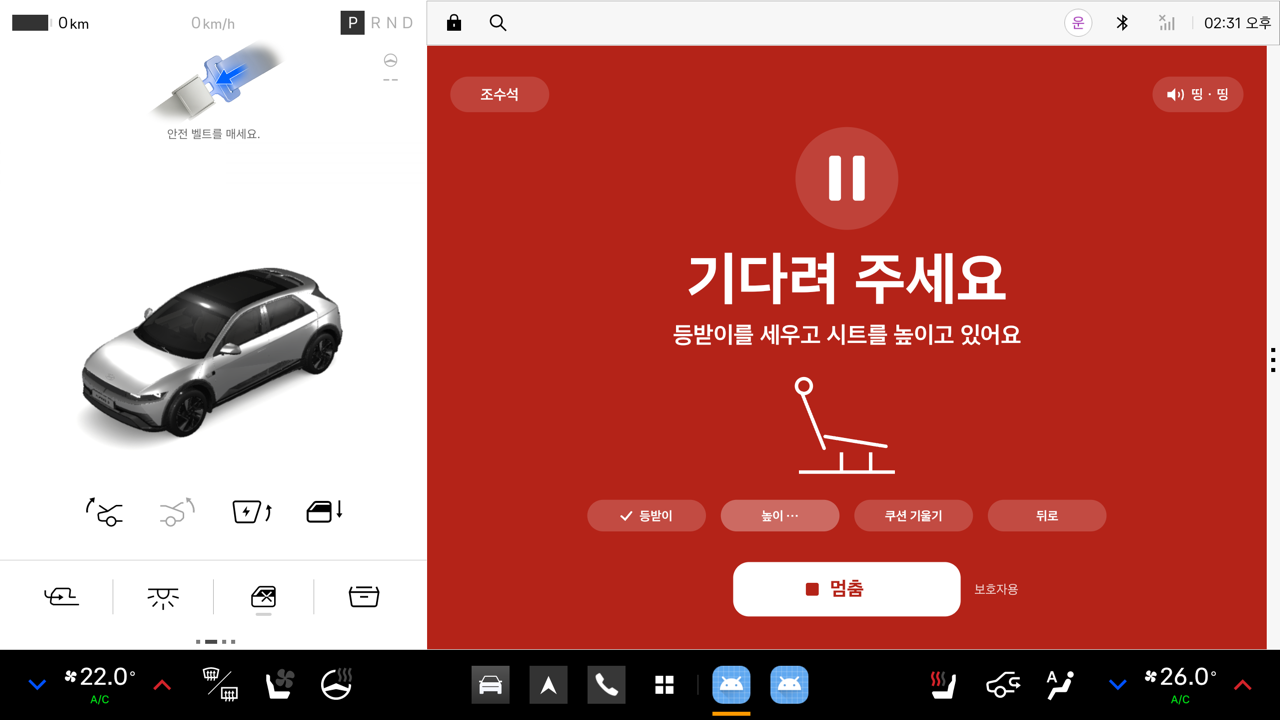 0km
0km/h
P R N D
운
02:31 오후
--
안전 벨트를 매세요.
조수석
띵 · 띵
기다려 주세요
등받이를 세우고 시트를 높이고 있어요
등받이
높이 ···
쿠션 기울기
뒤로
멈춤
보호자용
22.0°
A/C
A
26.0°
A/C